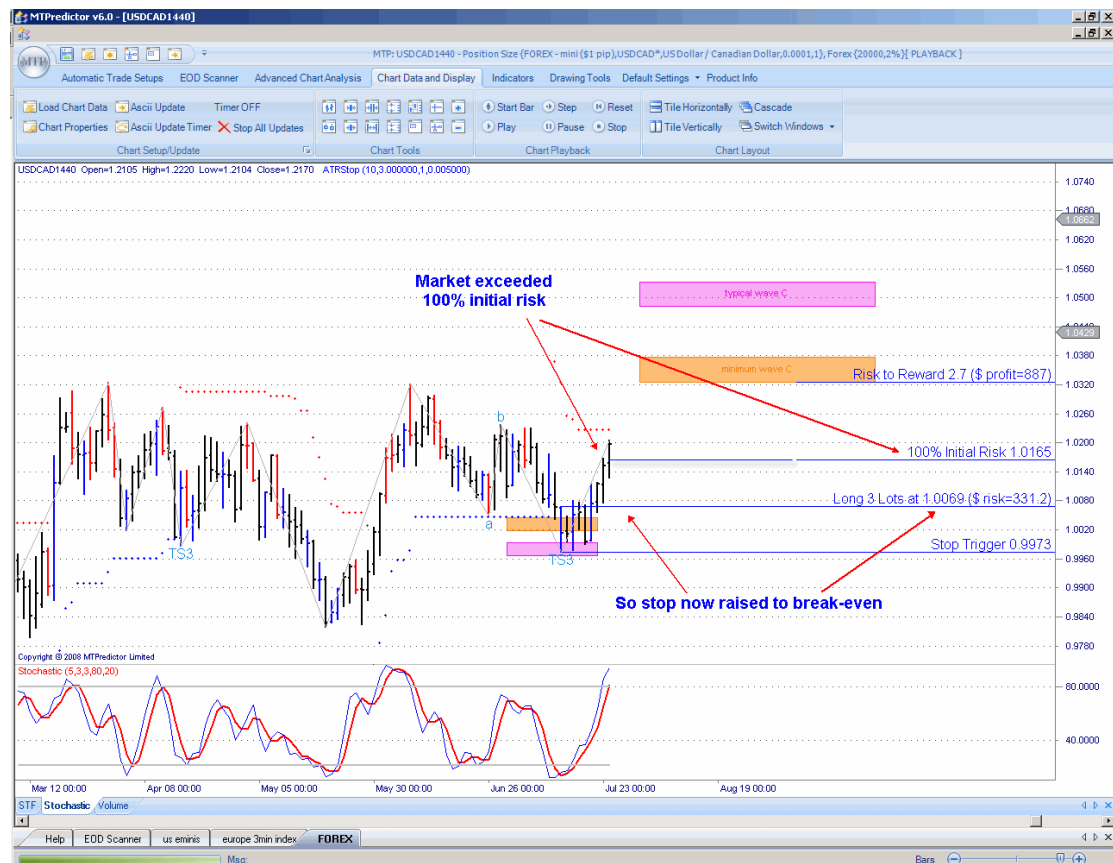 MTPredictor v6.0 - [USDCAD1440]
MTP
MTP: USDCAD1440 - Position Size {FOREX - mini ($1 pip),USDCAD*,US Dollar / Canadian Dollar,0.0001,1}, Forex {20000,2%}[ PLAYBACK ]
Automatic Trade Setups EOD Scanner Advanced Chart Analysis Chart Data and Display Indicators Drawing Tools Default Settings Product Info
Load Chart Data Ascii Update Timer OFF Start Bar Step Reset Tile Horizontally Cascade
Chart Properties Ascii Update Timer Stop All Updates Play Pause Stop Tile Vertically Switch Windows
Chart Setup/Update Chart Tools Chart Playback Chart Layout
USDCAD1440 Open=1.2105 High=1.2220 Low=1.2104 Close=1.2170 ATRStop (10,3.000000,1,0.005000)
1.0740
1.0680
1.0662
1.0620
1.0560
Market exceeded
100% initial risk
typical wave C
1.0500
1.0440
1.0429
1.0380
minimum wave C
Risk to Reward 2.7 ($ profit=887)
1.0320
1.0260
b
1.0200
100% Initial Risk 1.0165
1.0140
Long 3 Lots at 1.0069 ($ risk=331.2)
1.0080
a
1.0020
Stop Trigger 0.9973
TS3
TS3
0.9960
0.9900
So stop now raised to break-even
0.9840
0.9780
Copyright © 2008 MTPredictor Limited
Stochastic (5,3,3,80,20)
80.0000
40.0000
Mar 12 00:00 Apr 08 00:00 May 05 00:00 May 30 00:00 Jun 26 00:00 Jul 23 00:00 Aug 19 00:00
STF Stochastic Volume
Help EOD Scanner us eminis europe 3min index FOREX
Msg: Bars